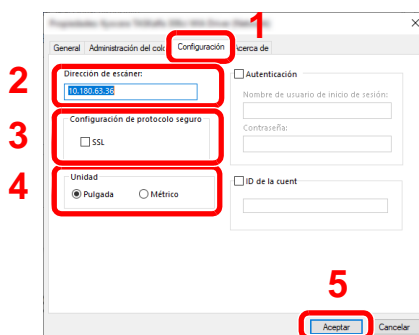 1
General Administración del colo Configuración cerca de
2
Dirección de escáner:
10.180.63.36
Autenticación
Nombre de usuario de inicio de sesión:
Contraseña:
3
Configuración de protocolo seguro
SSL
4
Unidad
Pulgada Métrico
ID de la cuent
5
Aceptar Cancelar